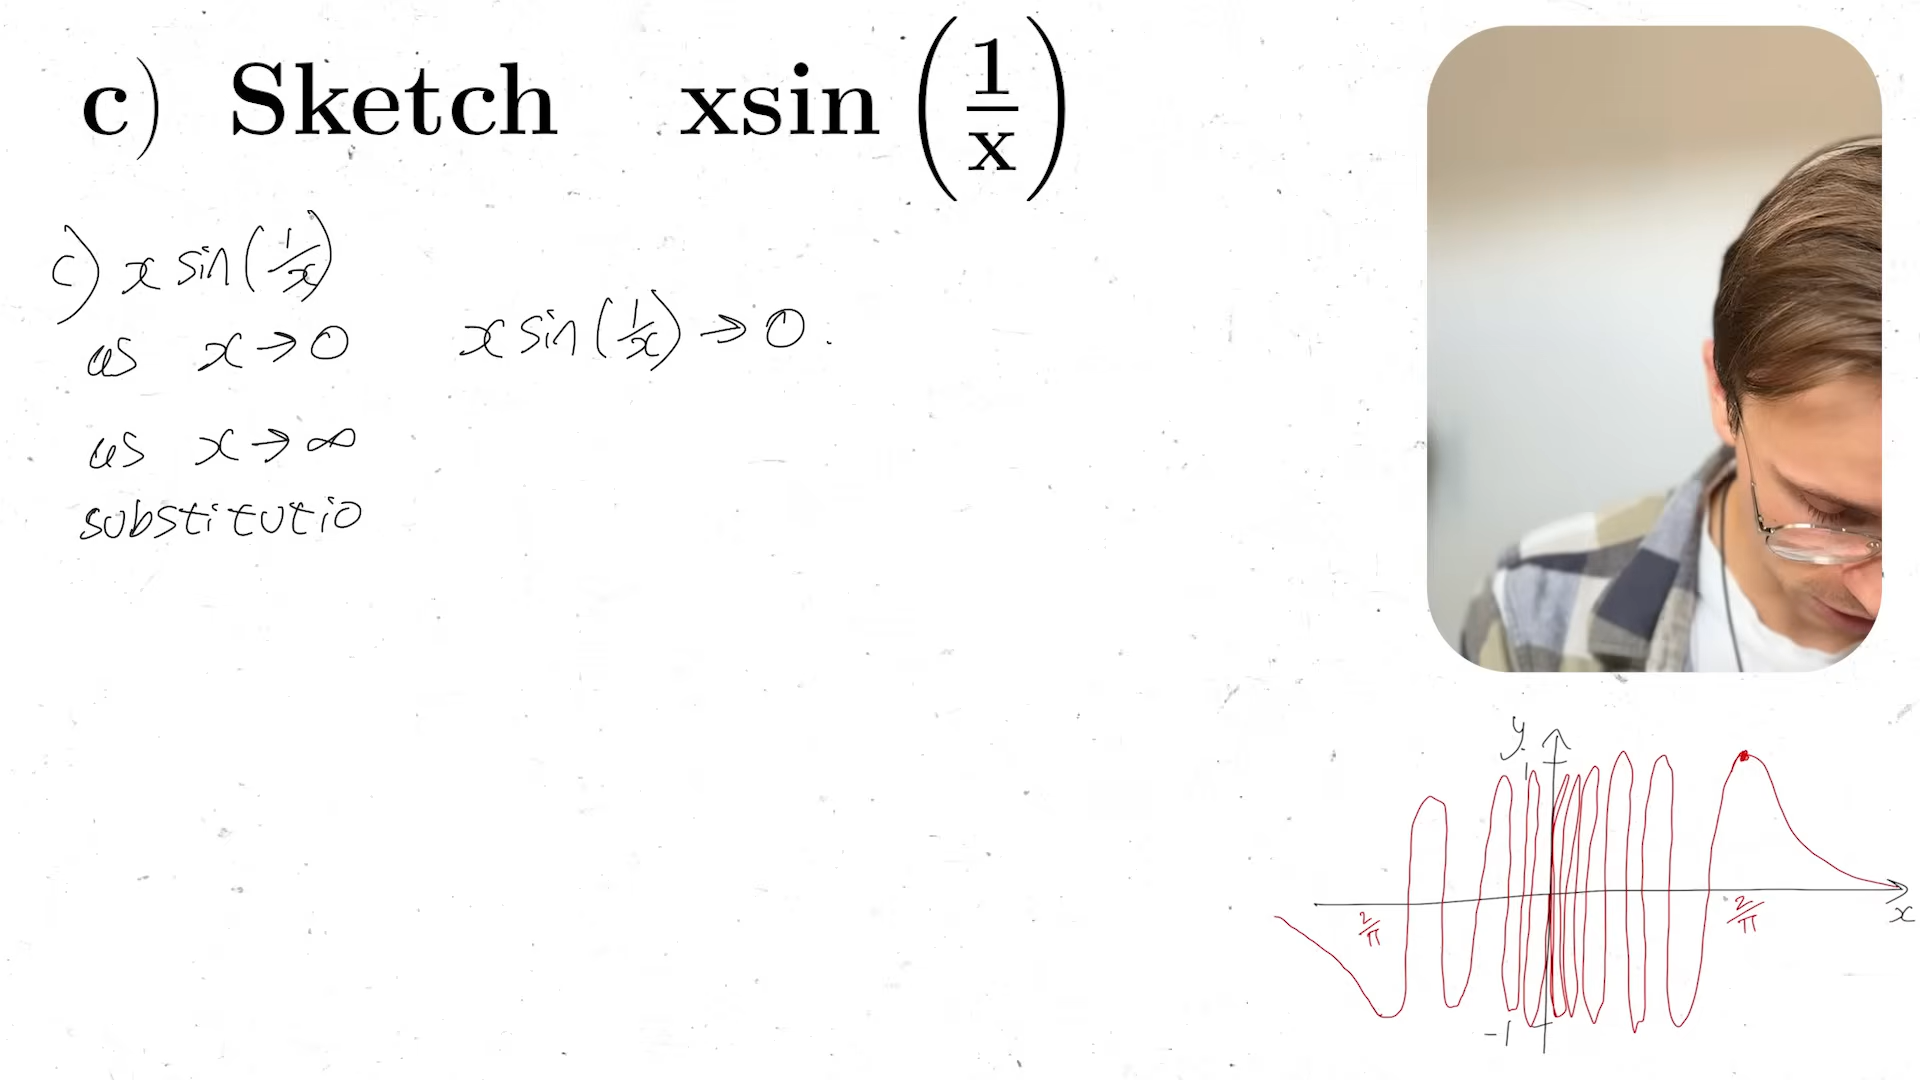 c) Sketch xsin(1/x)
c) x sin(1/x)
as x→0 x sin(1/x) → 0.
as x→∞
substitutio
y
1
2/π
2/π
x
-1